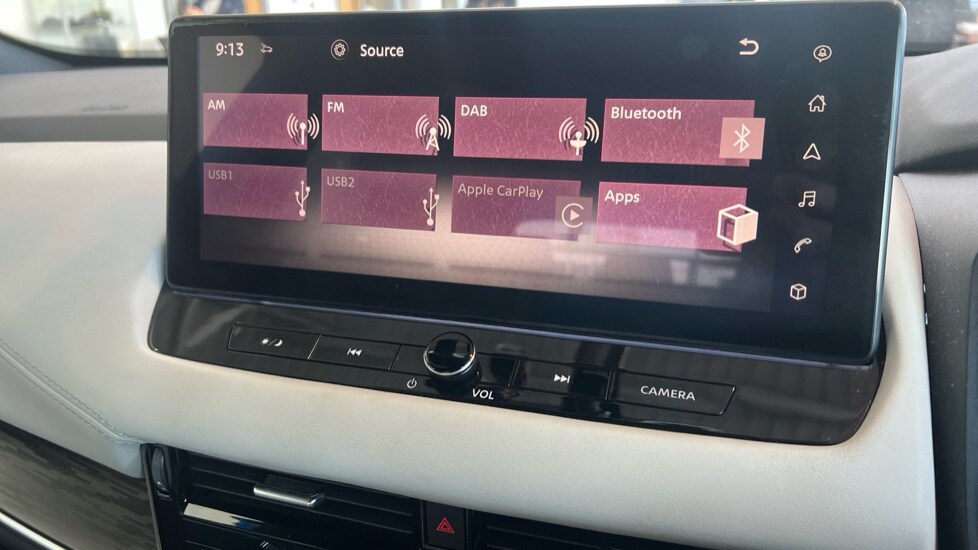 9:13 Source
AM FM DAB Bluetooth
USB1 USB2 Apple CarPlay Apps
VOL CAMERA